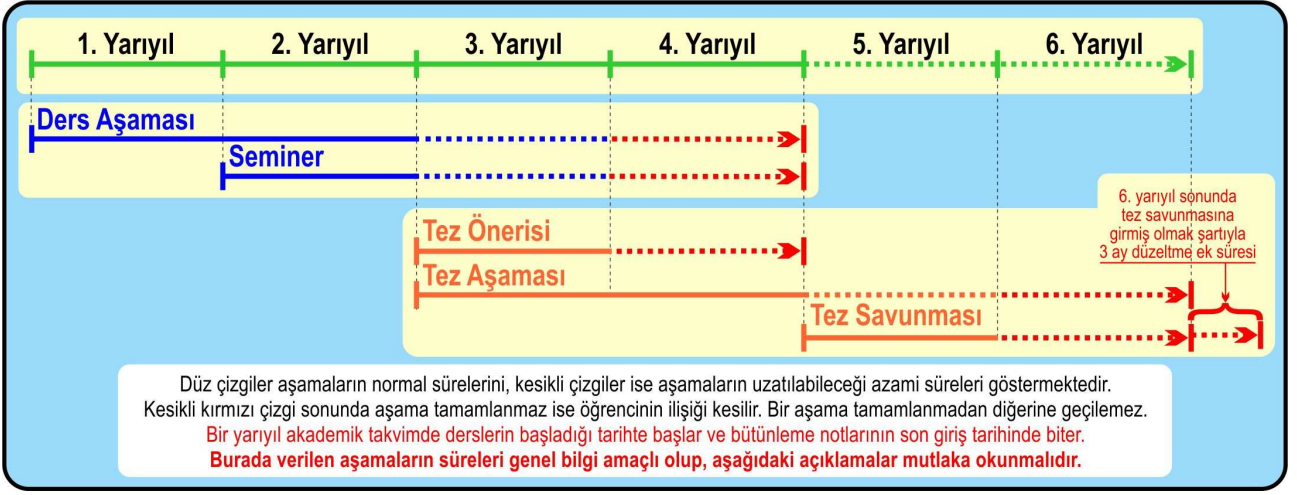 1. Yarıyıl 2. Yarıyıl 3. Yarıyıl 4. Yarıyıl 5. Yarıyıl 6. Yarıyıl
Ders Aşaması
Seminer
6. yarıyıl sonunda
tez savunmasına
girmiş olmak şartıyla
3 ay düzeltme ek süresi
Tez Önerisi
Tez Aşaması
Tez Savunması
Düz çizgiler aşamaların normal sürelerini, kesikli çizgiler ise aşamaların uzatılabileceği azami süreleri göstermektedir.
Kesikli kırmızı çizgi sonunda aşama tamamlanmaz ise öğrencinin ilişiği kesilir. Bir aşama tamamlanmadan diğerine geçilemez.
Bir yarıyıl akademik takvimde derslerin başladığı tarihte başlar ve bütünleme notlarının son giriş tarihinde biter.
Burada verilen aşamaların süreleri genel bilgi amaçlı olup, aşağıdaki açıklamalar mutlaka okunmalıdır.